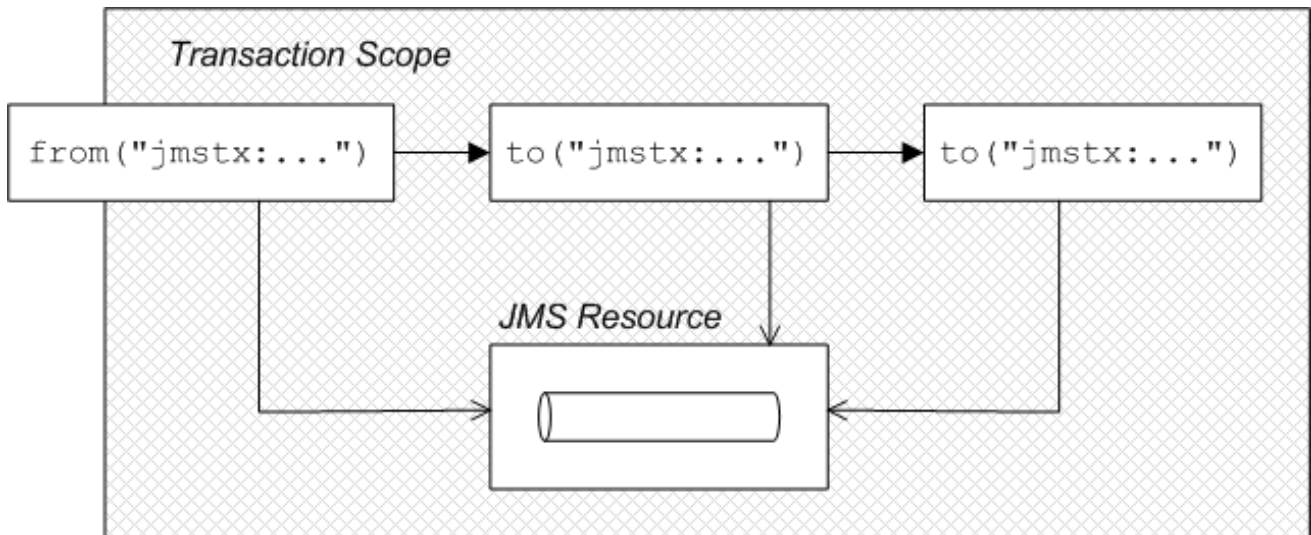 Transaction Scope
from("jmstx:...")
to("jmstx:...")
to("jmstx:...")
JMS Resource